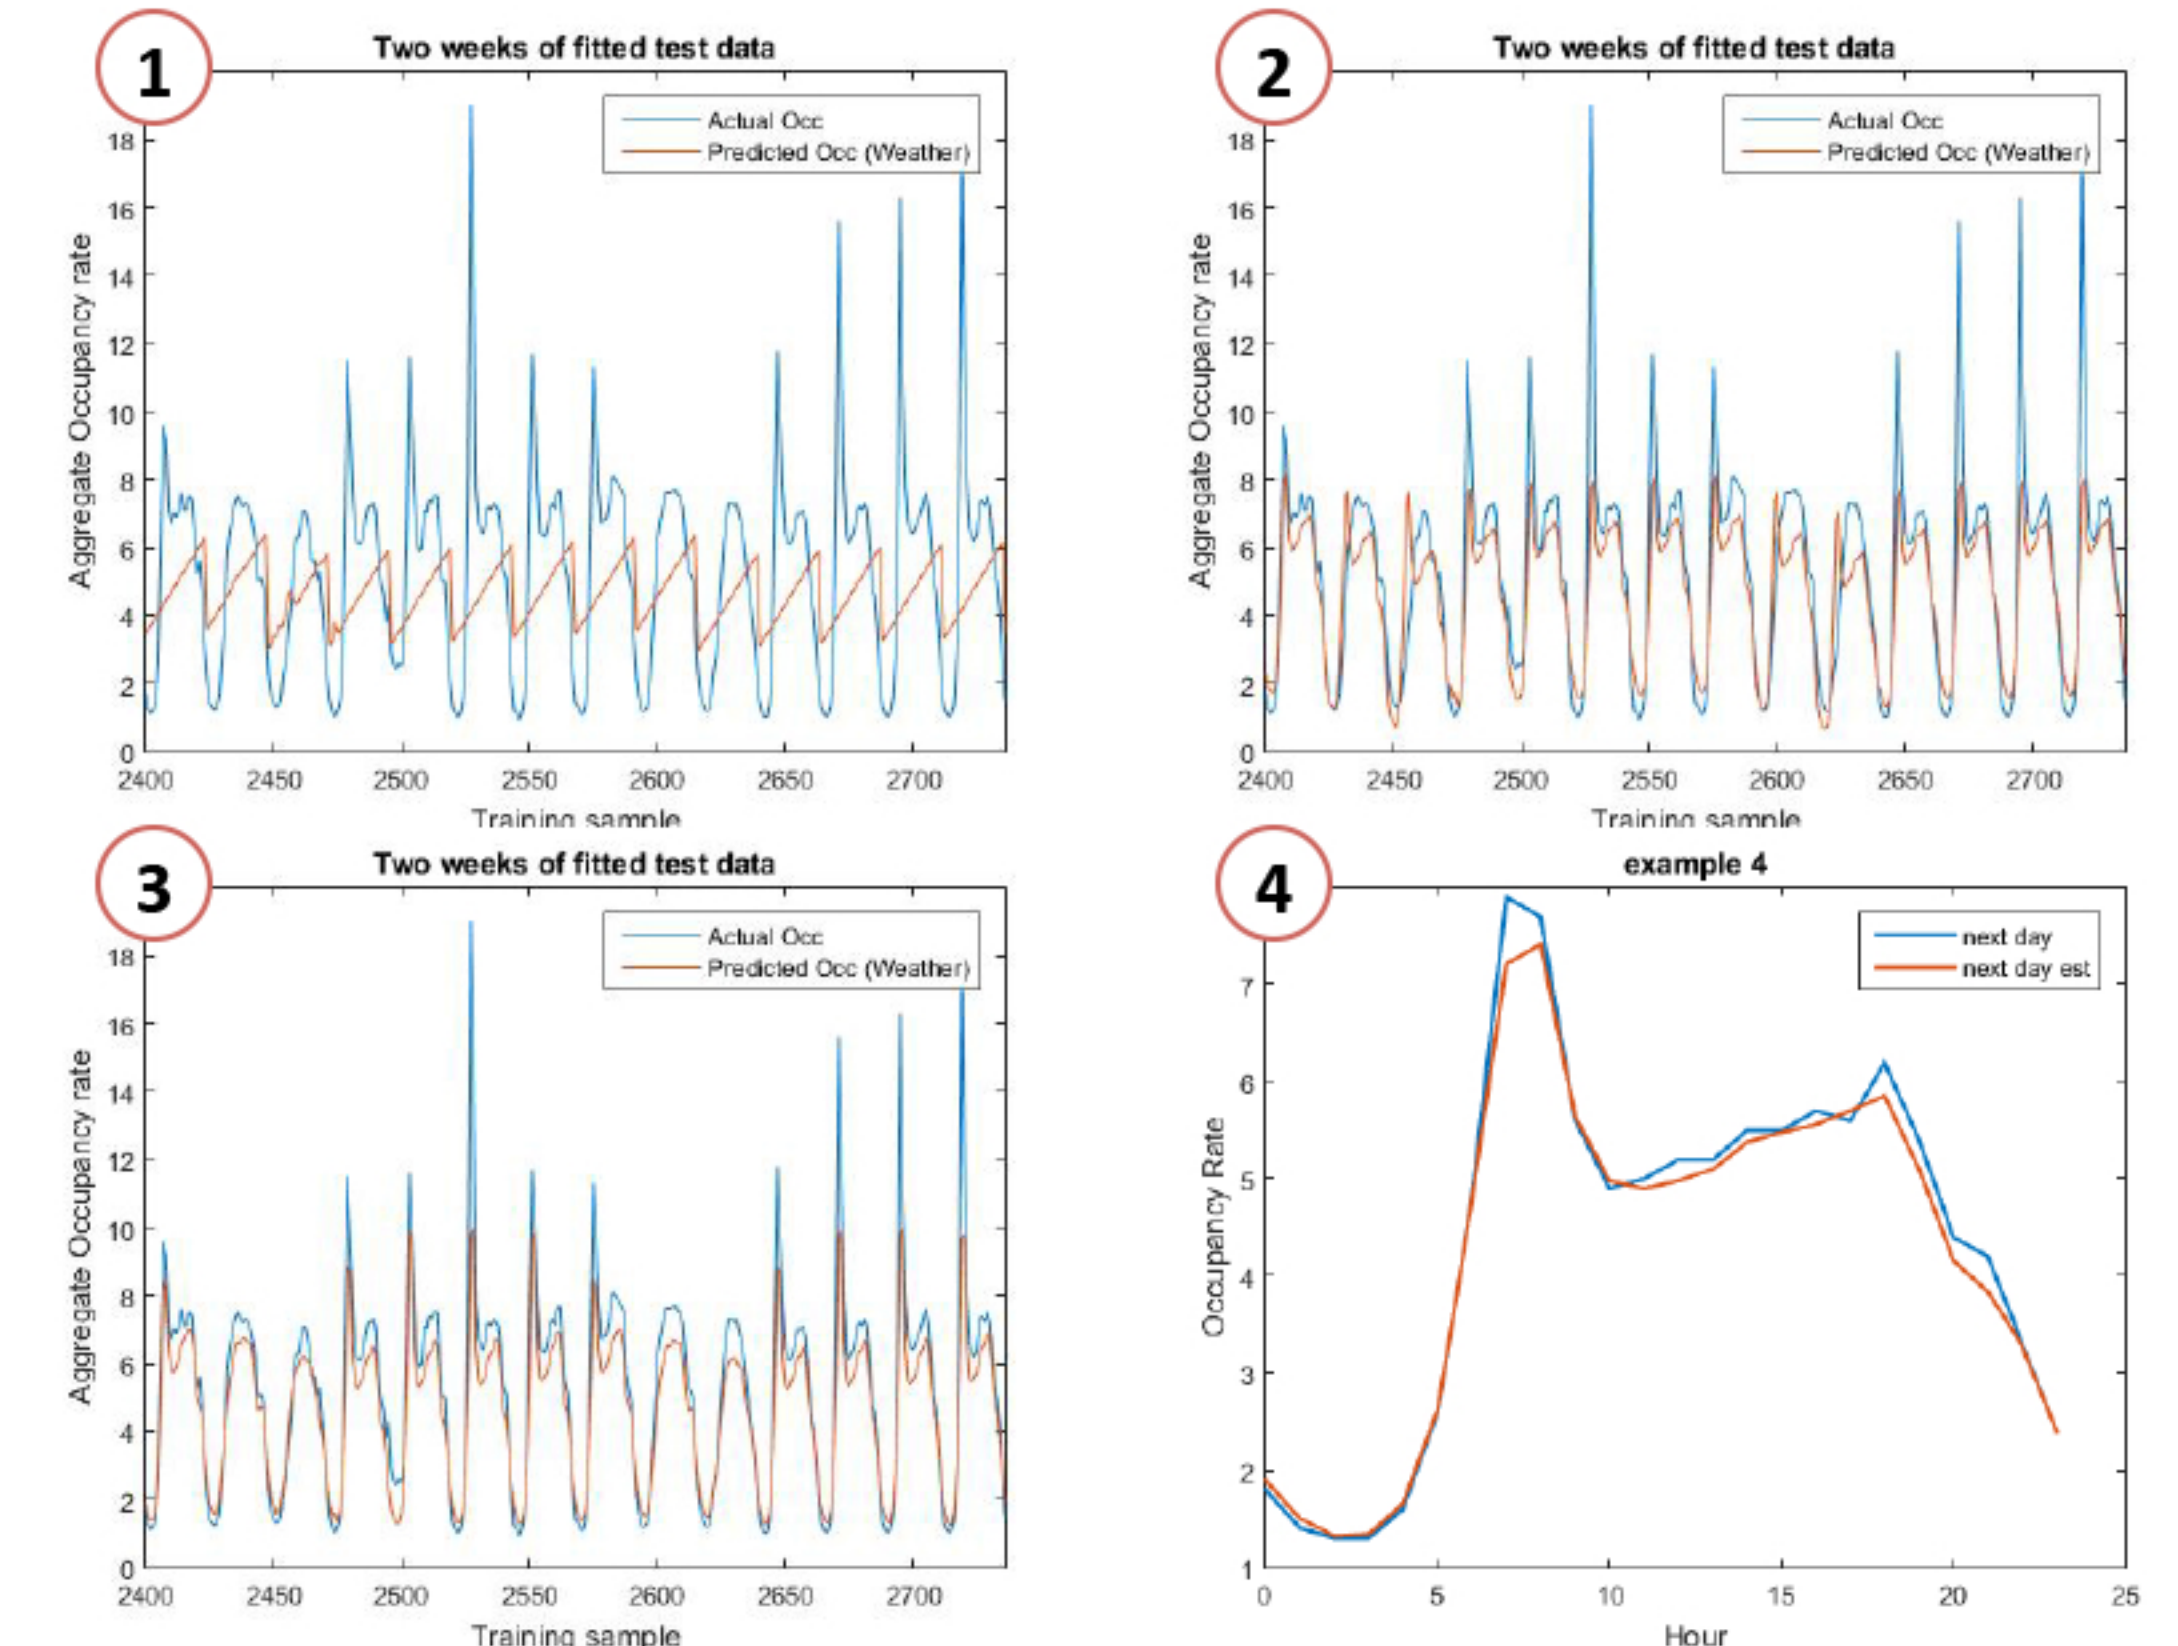 1
Two weeks of fitted test data
Actual Occ
Predicted Occ (Weather)
Aggregate Occupancy rate
18
16
14
12
10
8
6
4
2
0
2400 2450 2500 2550 2600 2650 2700
Training sample
2
Two weeks of fitted test data
Actual Occ
Predicted Occ (Weather)
Aggregate Occupancy rate
18
16
14
12
10
8
6
4
2
0
2400 2450 2500 2550 2600 2650 2700
Training sample
3
Two weeks of fitted test data
Actual Occ
Predicted Occ (Weather)
Aggregate Occupancy rate
18
16
14
12
10
8
6
4
2
0
2400 2450 2500 2550 2600 2650 2700
Training sample
4
example 4
next day
next day est
Occupancy Rate
7
6
5
4
3
2
1
0 5 10 15 20 25
Hour